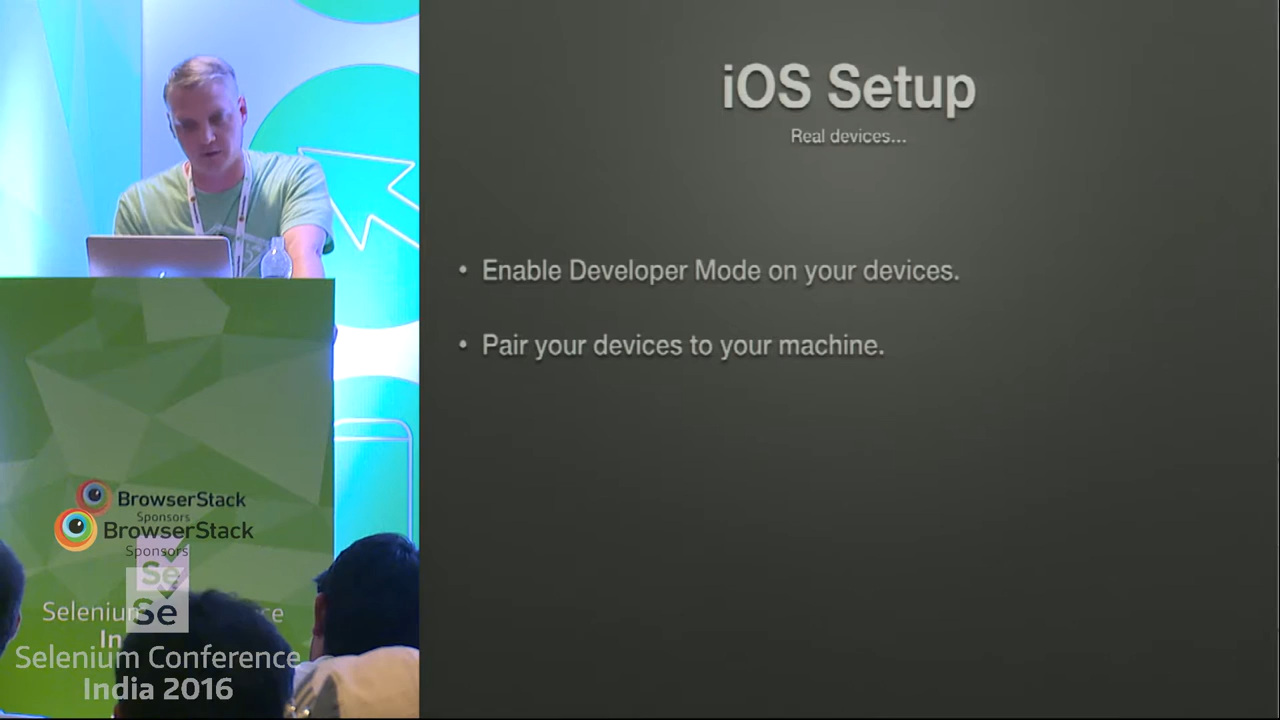 iOS Setup
Real devices...
• Enable Developer Mode on your devices.
• Pair your devices to your machine.
BrowserStack
Sponsors
BrowserStack
Sponsors
Se
Se
Selenium Conference
India 2016